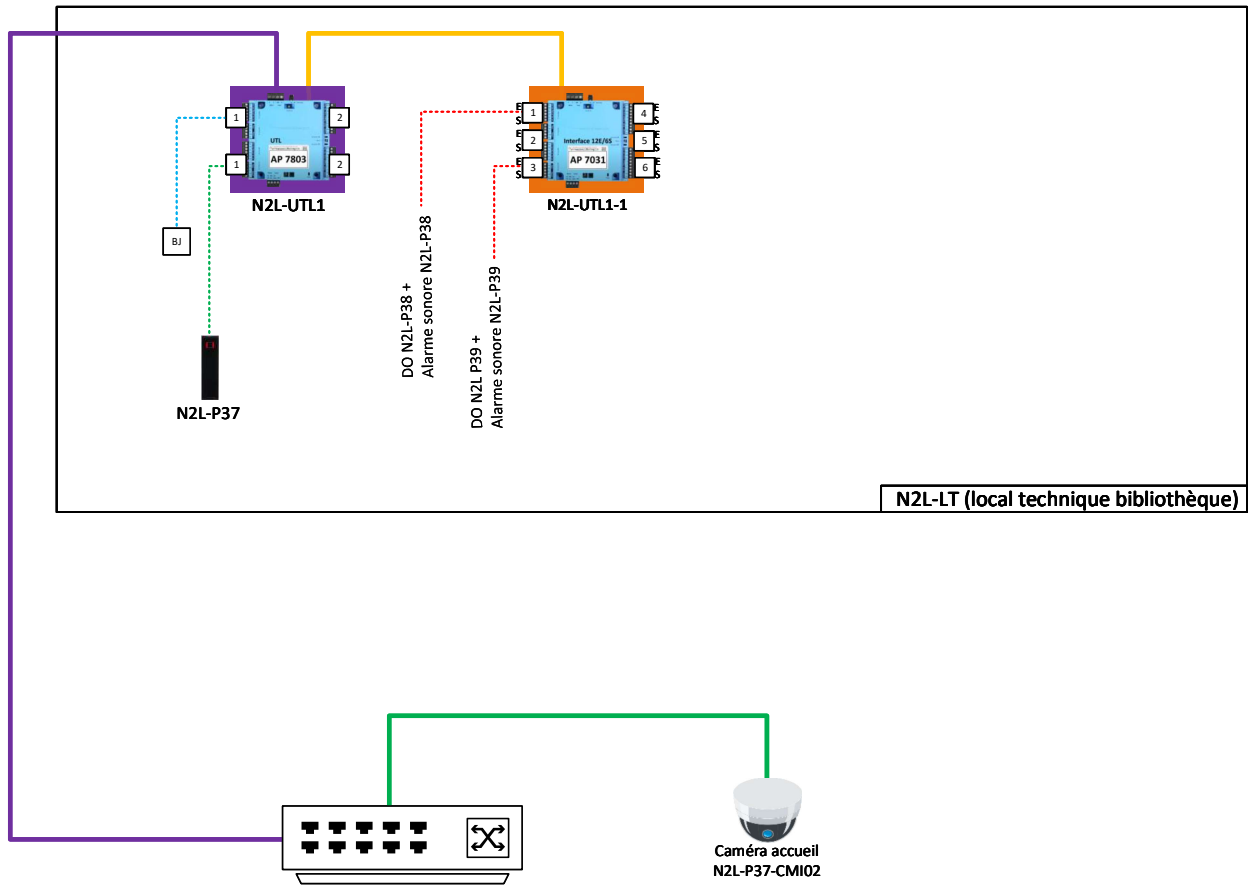 1
2
UTL
AP 7803
1
2
N2L-UTL1
E
1
S
E
2
S
E
3
S
Interface 12E/6S
AP 7031
4
E
S
5
E
S
6
E
S
N2L-UTL1-1
BJ
N2L-P37
DO N2L-P38 +
Alarme sonore N2L-P38
DO N2L P39 +
Alarme sonore N2L-P39
N2L-LT (local technique bibliothèque)
Caméra accueil
N2L-P37-CMI02